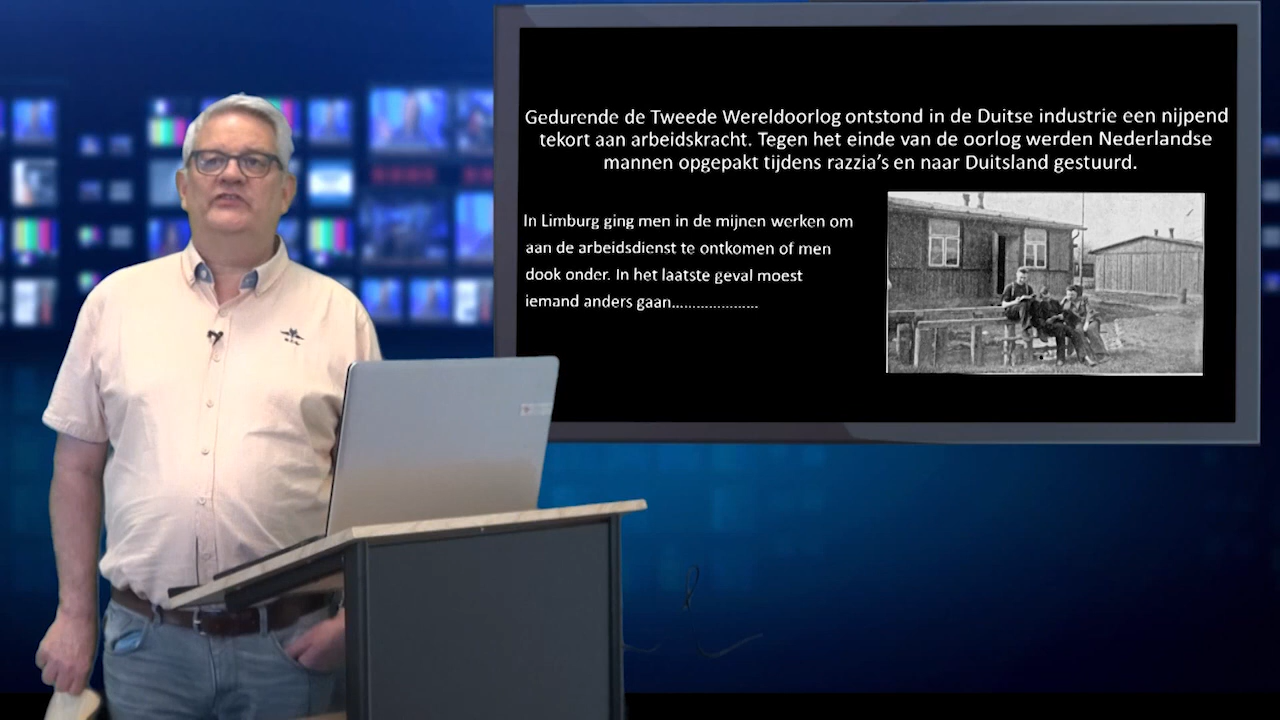 Gedurende de Tweede Wereldoorlog ontstond in de Duitse industrie een nijpend
tekort aan arbeidskracht. Tegen het einde van de oorlog werden Nederlandse
mannen opgepakt tijdens razzia’s en naar Duitsland gestuurd.
In Limburg ging men in de mijnen werken om
aan de arbeidsdienst te ontkomen of men
dook onder. In het laatste geval moest
iemand anders gaan………………….